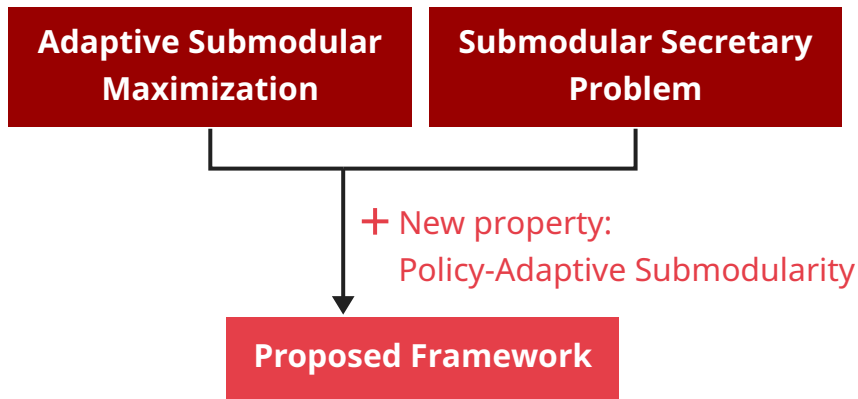 Adaptive Submodular
Maximization
Submodular Secretary
Problem
+ New property:
Policy-Adaptive Submodularity
Proposed Framework